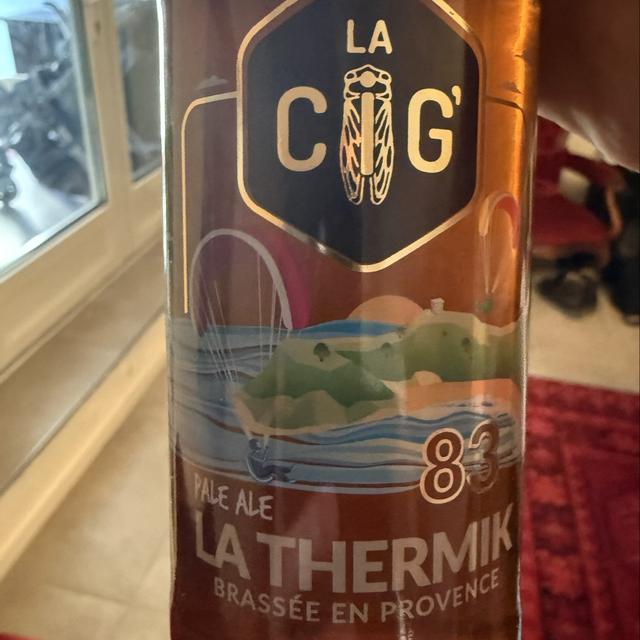 LA
CIG'
83
PALE ALE
LA THERMIK
BRASSÉE EN PROVENCE